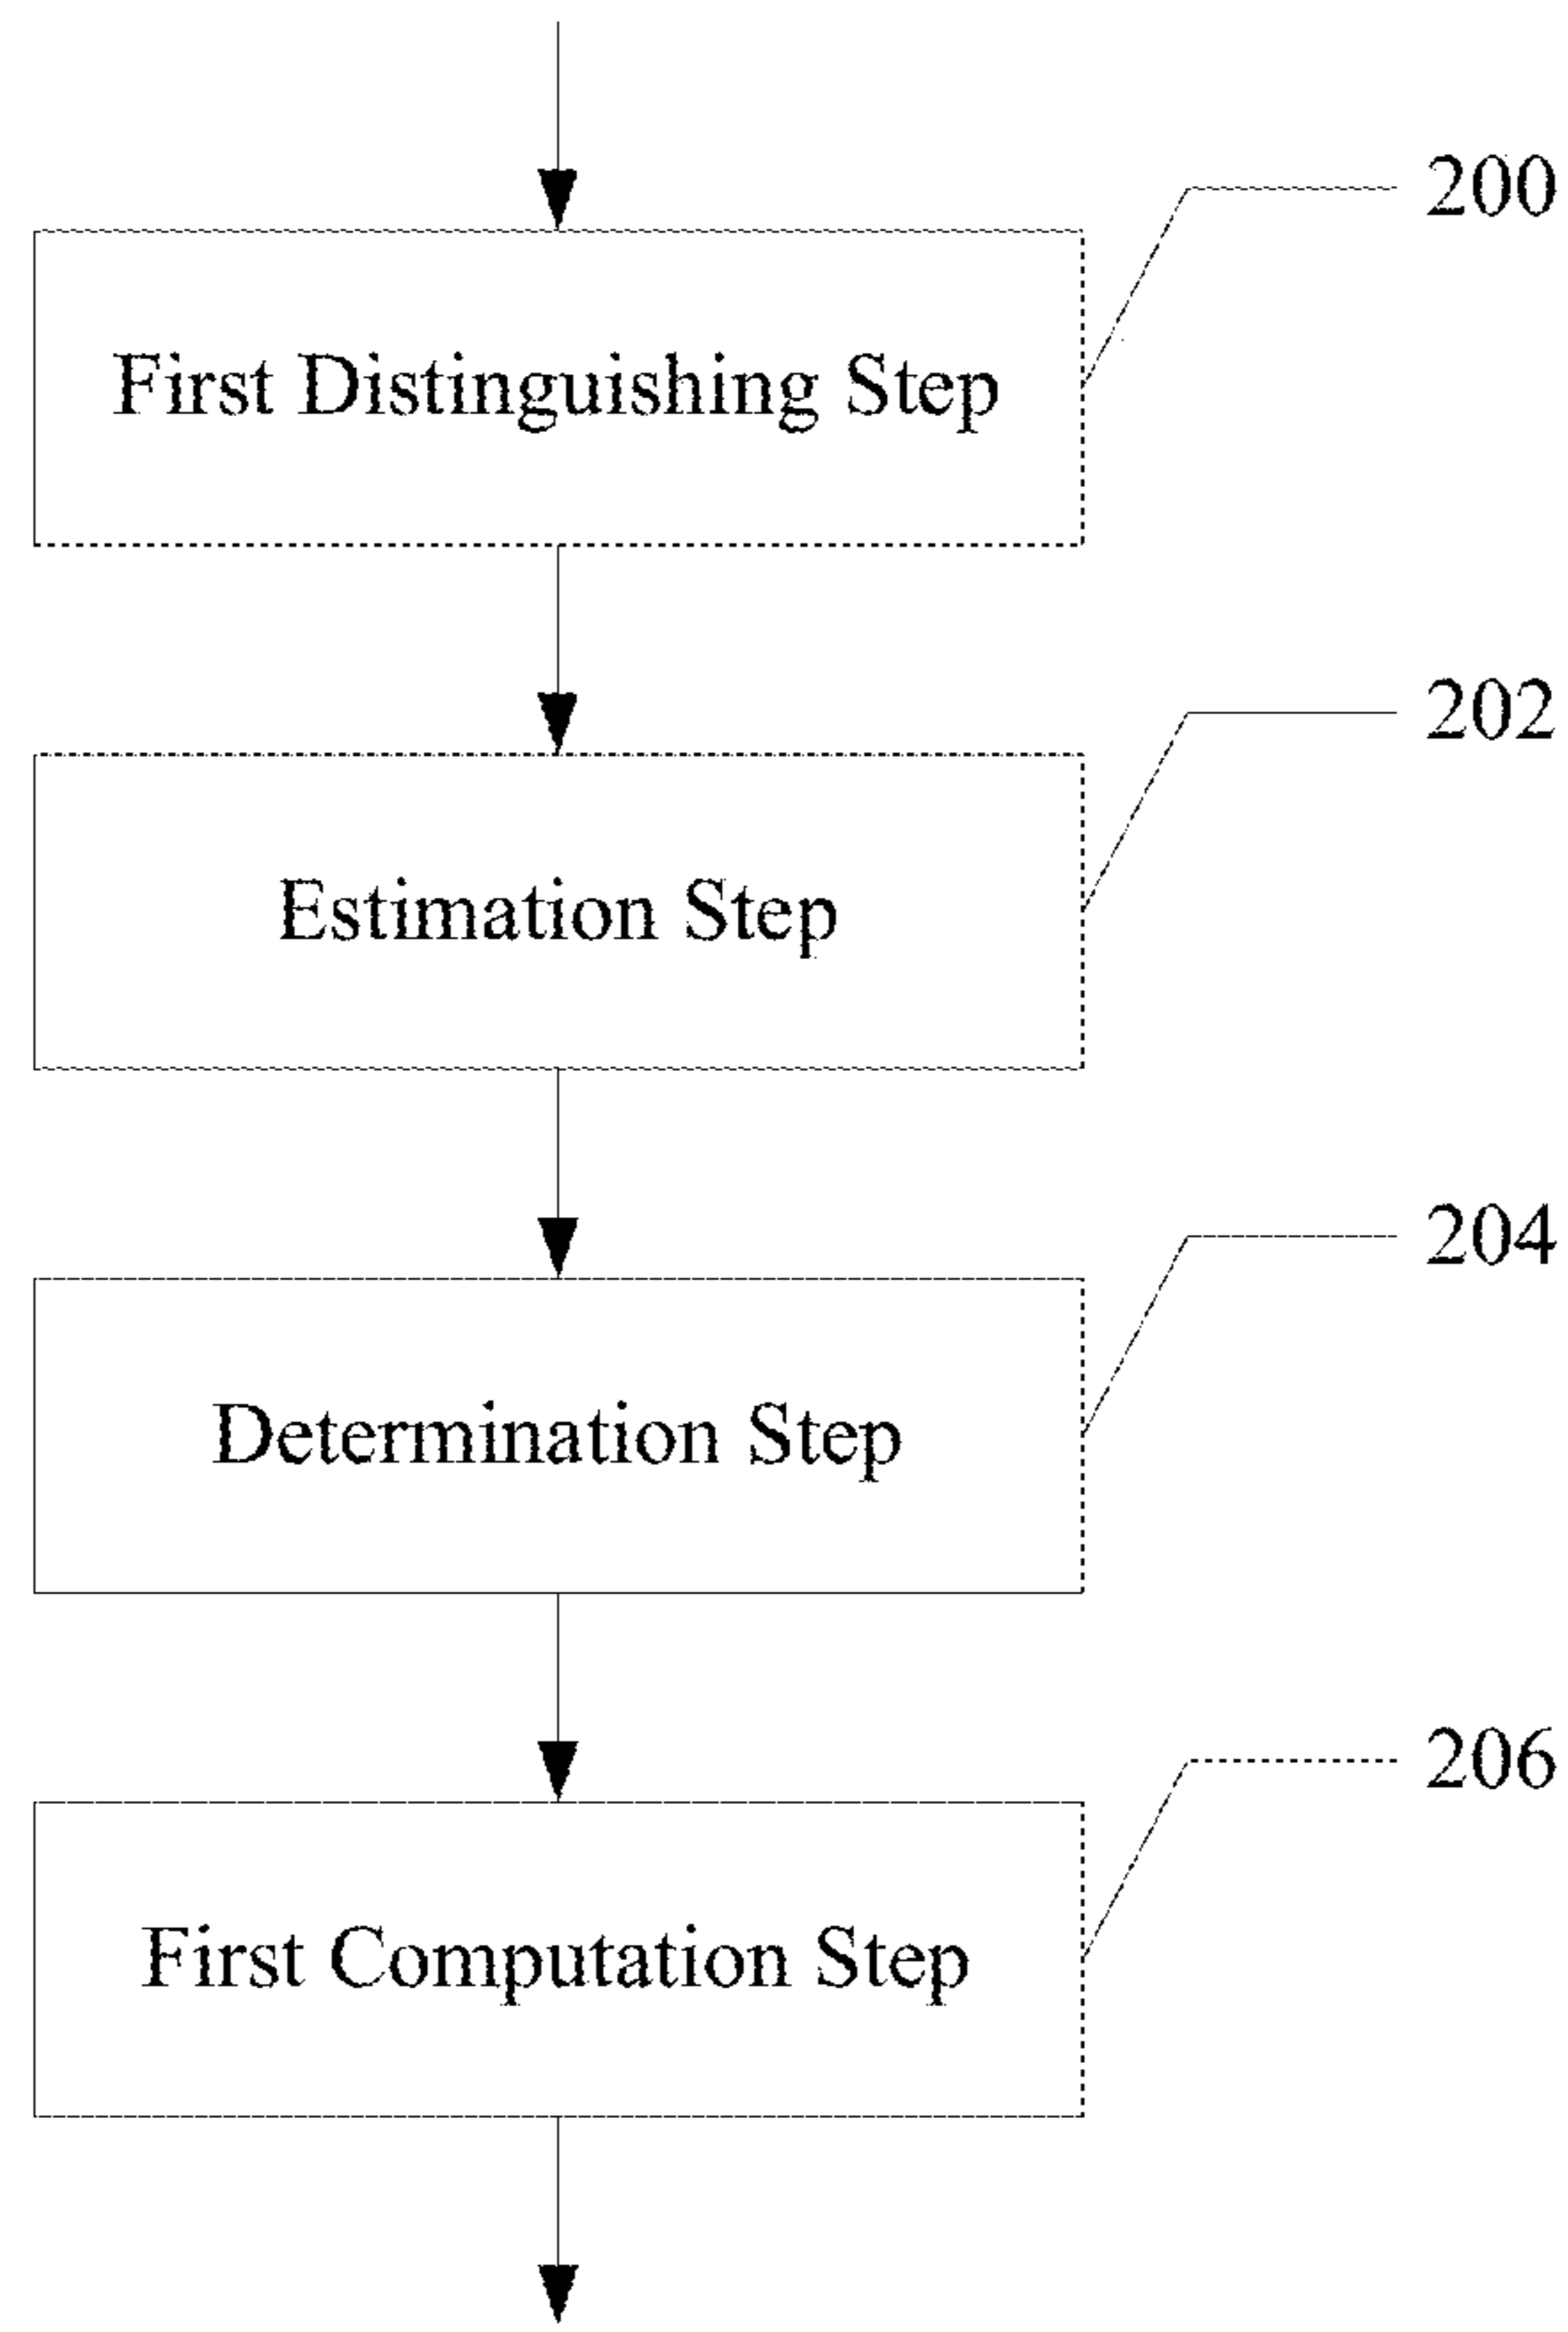 200
First Distinguishing Step
202
Estimation Step
204
Determination Step
206
First Computation Step